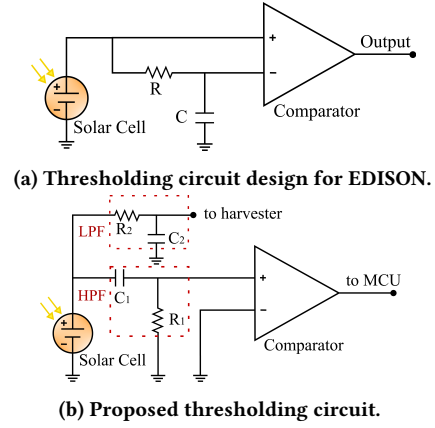 +
Output
R
−
+
−
Solar Cell
C
Comparator
(a) Thresholding circuit design for EDISON.
to harvester
LPF R₂
C₂
HPF C₁
+
to MCU
+
−
R₁
−
Solar Cell
Comparator
(b) Proposed thresholding circuit.